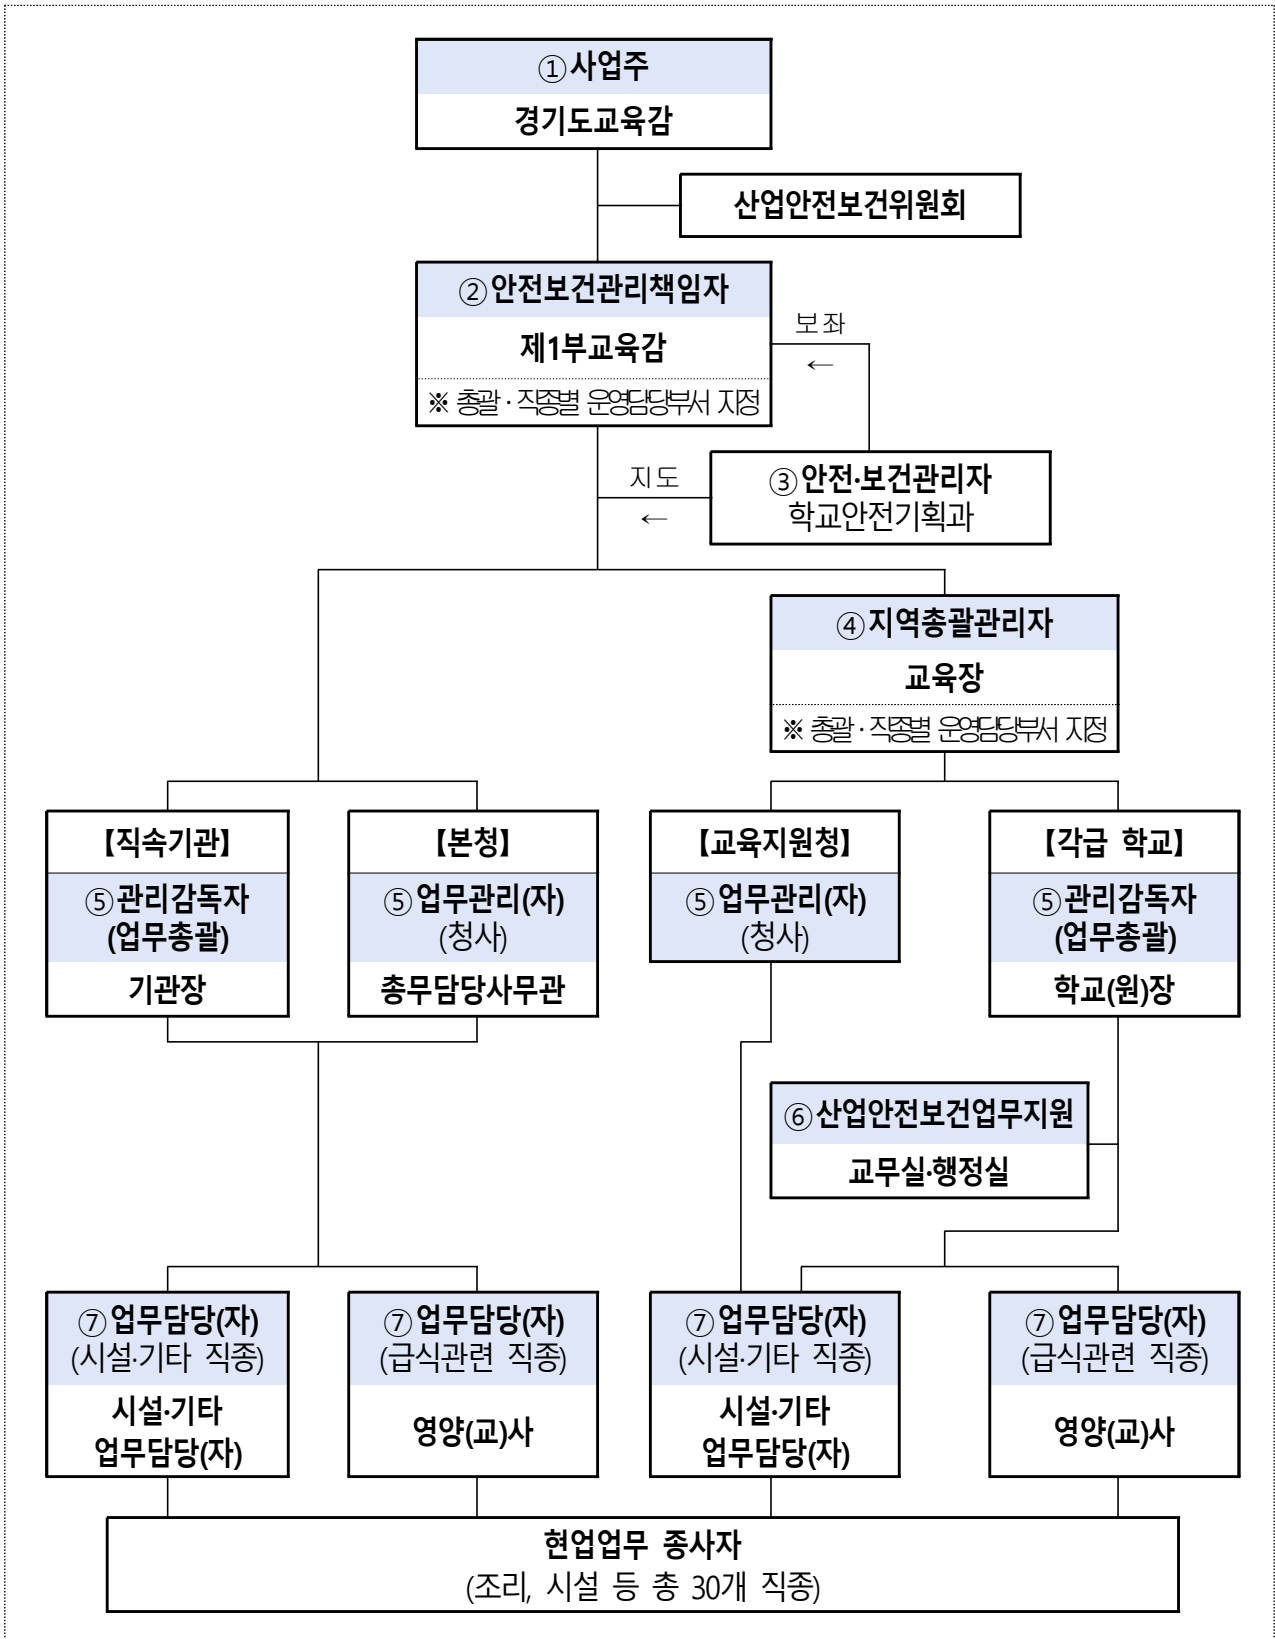 ①사업주
경기도교육감
산업안전보건위원회
②안전보건관리책임자
제1부교육감
※ 총괄·직종별 운영담당부서 지정
보좌
←
③안전·보건관리자
학교안전기획과
지도
←
④지역총괄관리자
교육장
※ 총괄·직종별 운영담당부서 지정
【직속기관】
⑤관리감독자
(업무총괄)
기관장
【본청】
⑤업무관리(자)
(청사)
총무담당사무관
【교육지원청】
⑤업무관리(자)
(청사)
【각급 학교】
⑤관리감독자
(업무총괄)
학교(원)장
⑥산업안전보건업무지원
교무실·행정실
⑦업무담당(자)
(시설·기타 직종)
시설·기타
업무담당(자)
⑦업무담당(자)
(급식관련 직종)
영양(교)사
⑦업무담당(자)
(시설·기타 직종)
시설·기타
업무담당(자)
⑦업무담당(자)
(급식관련 직종)
영양(교)사
현업업무 종사자
(조리, 시설 등 총 30개 직종)